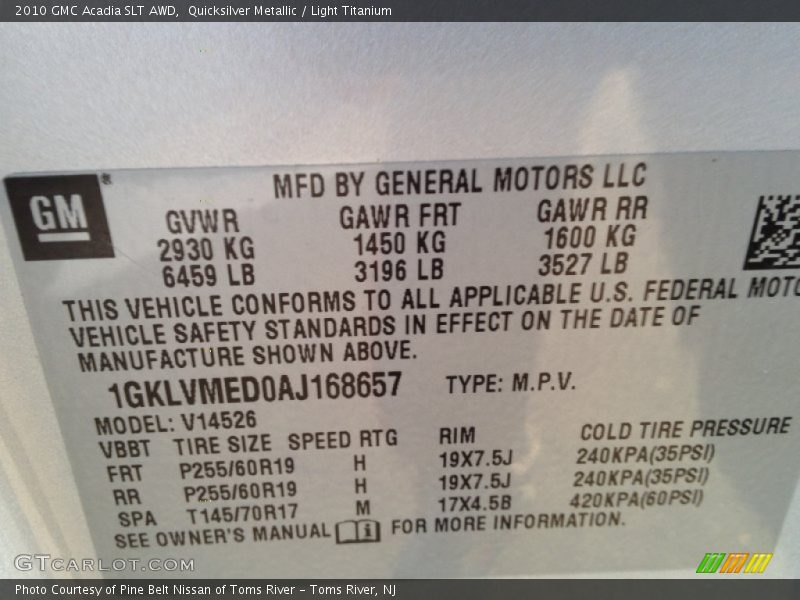 2010 GMC Acadia SLT AWD, Quicksilver Metallic / Light Titanium
GM®
MFD BY GENERAL MOTORS LLC
GVWR GAWR FRT GAWR RR
2930 KG 1450 KG 1600 KG
6459 LB 3196 LB 3527 LB
THIS VEHICLE CONFORMS TO ALL APPLICABLE U.S. FEDERAL MOTO
VEHICLE SAFETY STANDARDS IN EFFECT ON THE DATE OF
MANUFACTURE SHOWN ABOVE.
1GKLVMED0AJ168657 TYPE: M.P.V.
MODEL: V14526
VBBT TIRE SIZE SPEED RTG RIM COLD TIRE PRESSURE
FRT P255/60R19 H 19X7.5J 240KPA(35PSI)
RR P255/60R19 H 19X7.5J 240KPA(35PSI)
SPA T145/70R17 M 17X4.5B 420KPA(60PSI)
SEE OWNER'S MANUAL FOR MORE INFORMATION.
GTCARLOT.COM
Photo Courtesy of Pine Belt Nissan of Toms River – Toms River, NJ